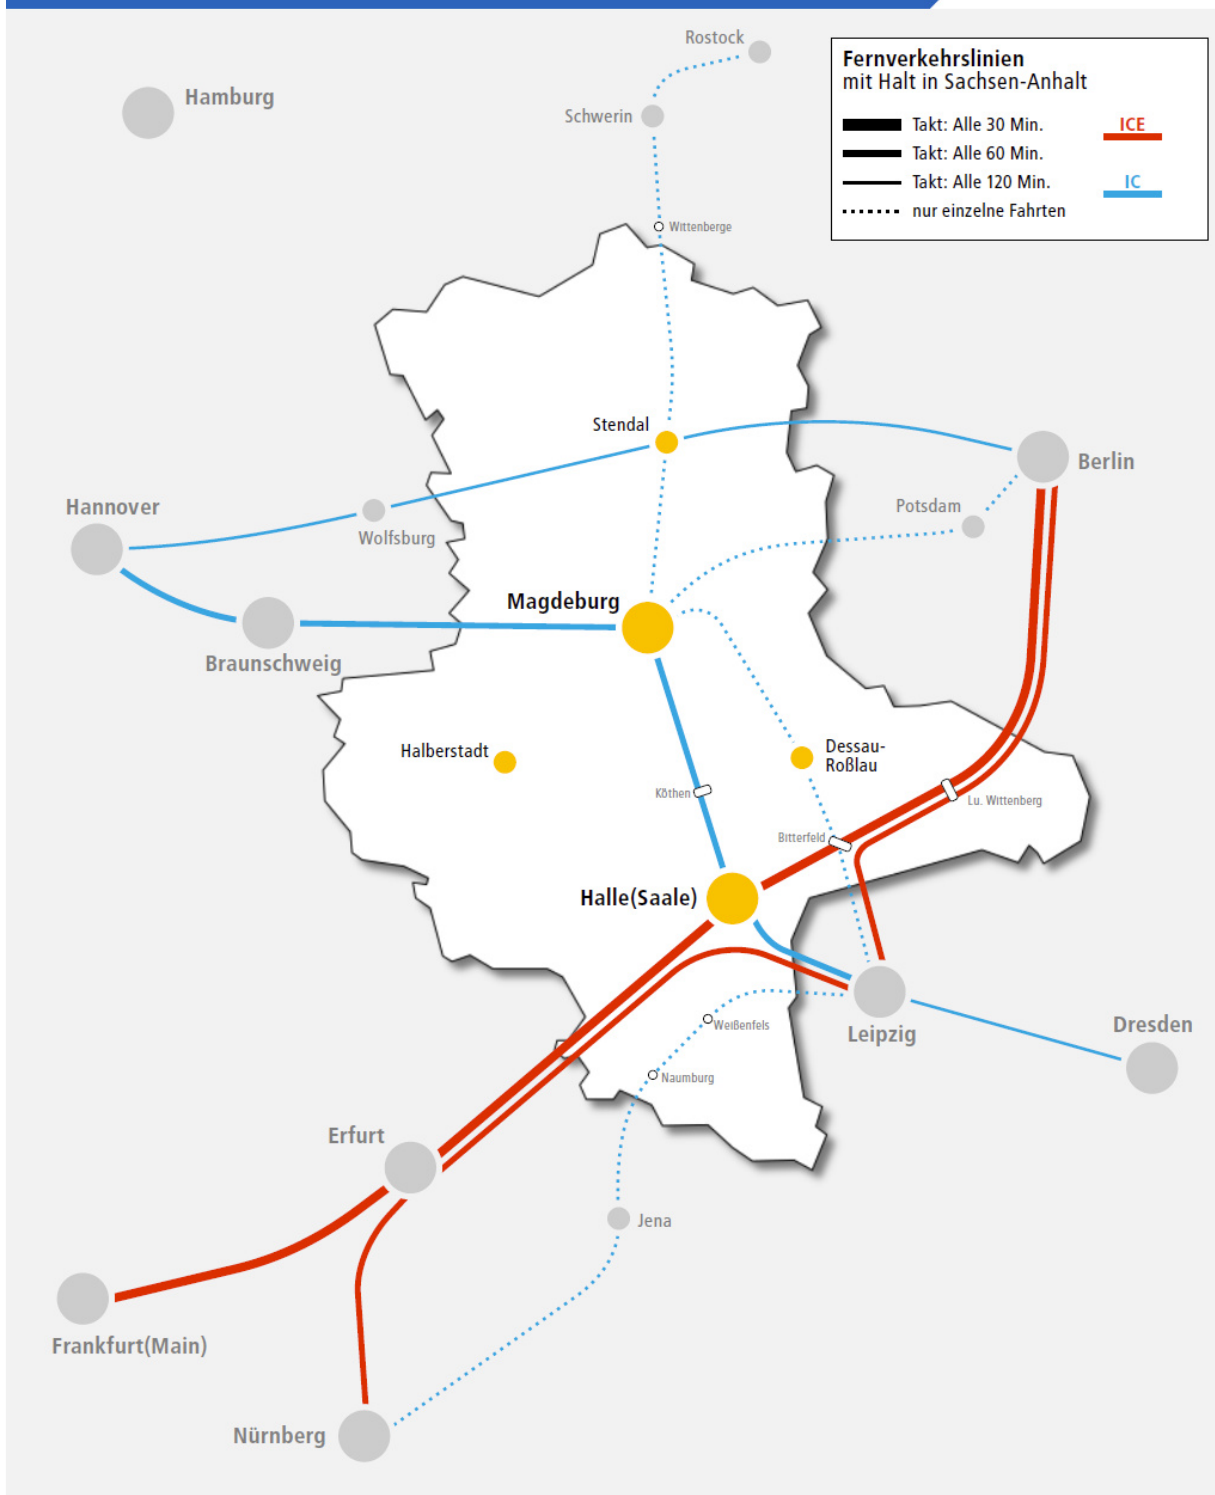 Rostock
Hamburg
Schwerin
Wittenberge
Fernverkehrslinien
mit Halt in Sachsen-Anhalt
Takt: Alle 30 Min.
ICE
Takt: Alle 60 Min.
Takt: Alle 120 Min.
IC
nur einzelne Fahrten
Stendal
Berlin
Hannover
Potsdam
Wolfsburg
Magdeburg
Braunschweig
Halberstadt
Dessau-
Roßlau
Köthen
Lu. Wittenberg
Bitterfeld
Halle(Saale)
Weißenfels
Leipzig
Dresden
Naumburg
Erfurt
Jena
Frankfurt(Main)
Nürnberg